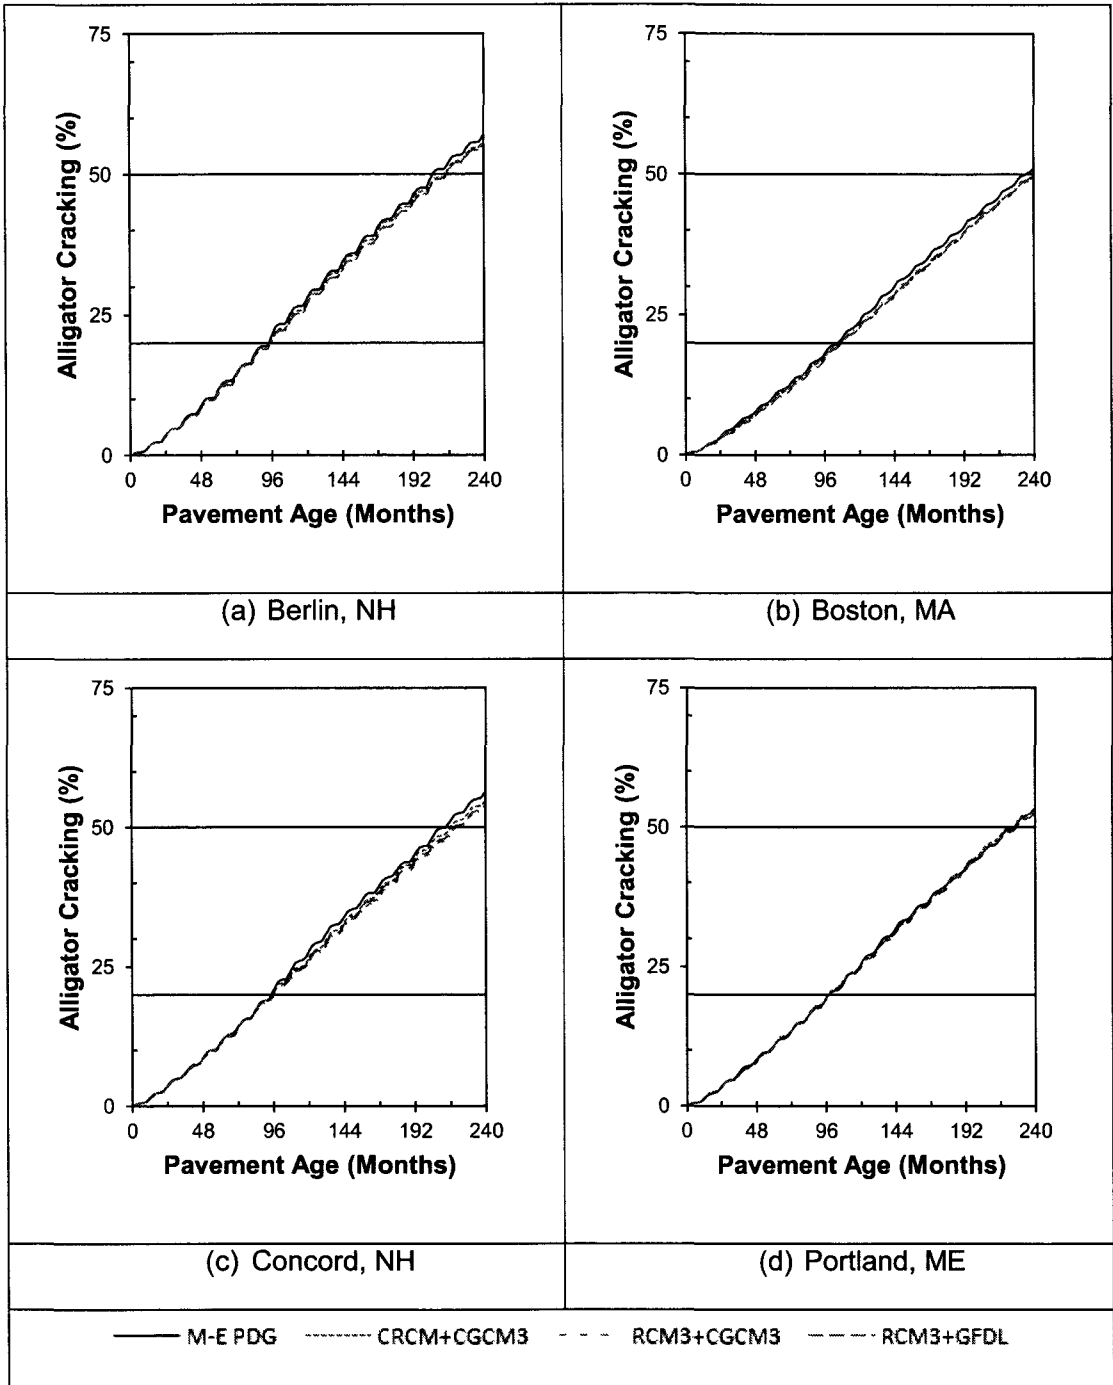 75
50
25
0
Alligator Cracking (%)
0 48 96 144 192 240
Pavement Age (Months)
(a) Berlin, NH
75
50
25
0
Alligator Cracking (%)
0 48 96 144 192 240
Pavement Age (Months)
(b) Boston, MA
75
50
25
0
Alligator Cracking (%)
0 48 96 144 192 240
Pavement Age (Months)
(c) Concord, NH
75
50
25
0
Alligator Cracking (%)
0 48 96 144 192 240
Pavement Age (Months)
(d) Portland, ME
M-E PDG CRCM+CGCM3 RCM3+CGCM3 RCM3+GFDL